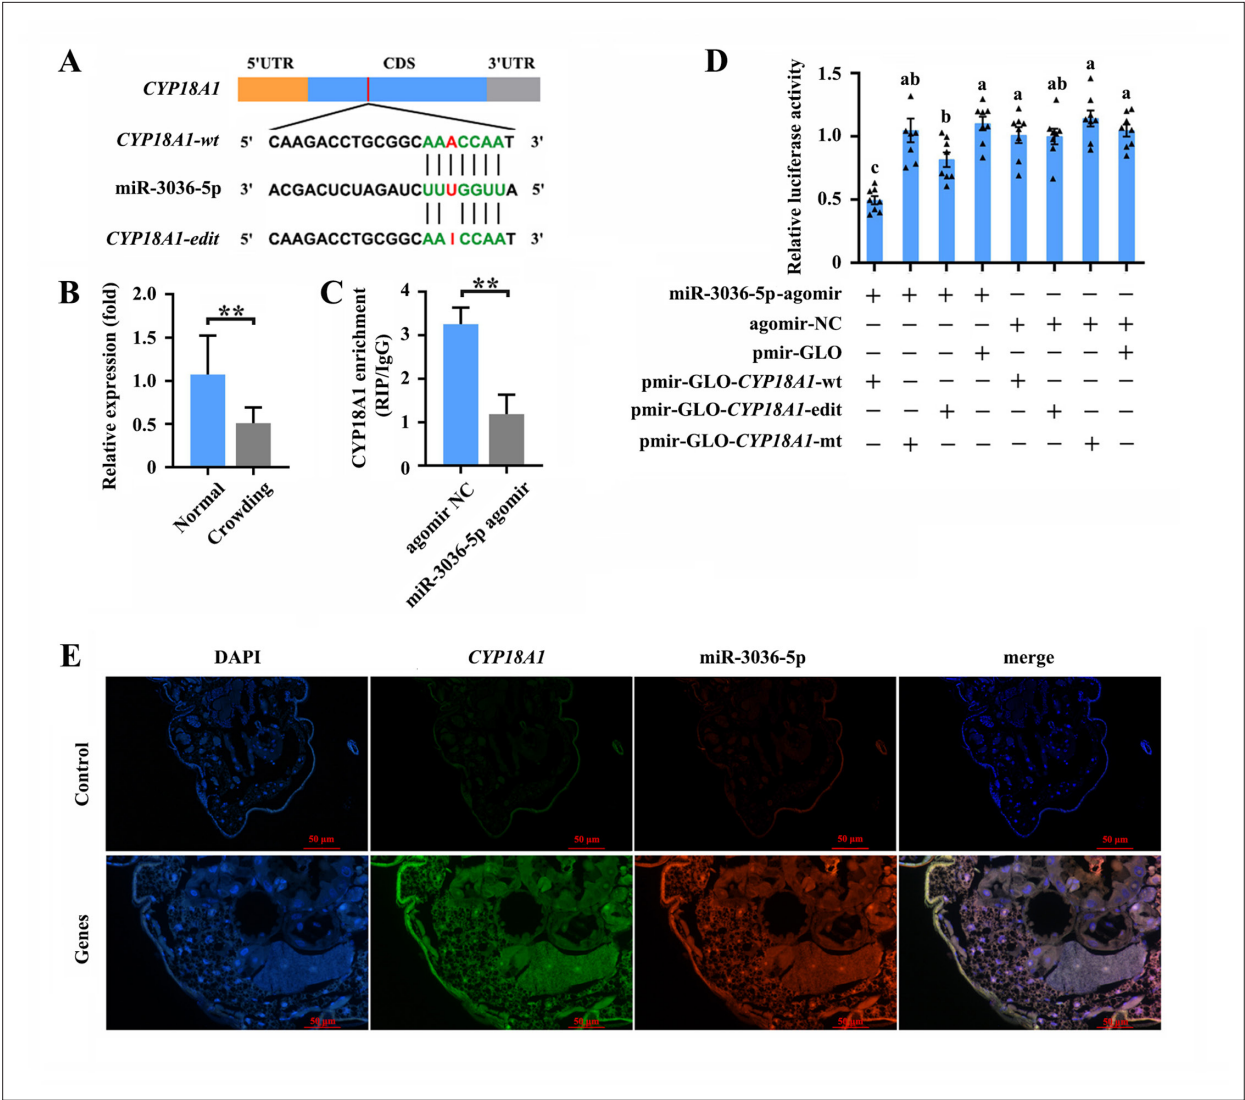 A
5'UTR CDS 3'UTR
CYP18A1
CYP18A1-wt 5' CAAGACCTGCGGCAAACCAAT 3'
miR-3036-5p 3' ACGACUCUAGAUCUUUGGUUA 5'
CYP18A1-edit 5' CAAGACCTGCGGCAAICCAAT 3'
B
Relative expression (fold)
2.0
1.5
1.0
0.5
0
**
Normal
Crowding
C
CYP18A1 enrichment
(RIP/IgG)
4
3
2
1
0
**
agomir NC
miR-3036-5p agomir
D
Relative luciferase activity
1.5
1.0
0.5
0
c ab b a a ab a a
miR-3036-5p-agomir + + + + − − − −
agomir-NC − − − − + + + +
pmir-GLO − − − + − − − +
pmir-GLO-CYP18A1-wt + − − − + − − −
pmir-GLO-CYP18A1-edit − − + − − + − −
pmir-GLO-CYP18A1-mt − + − − − − + −
E
DAPI CYP18A1 miR-3036-5p merge
Control
50 μm 50 μm 50 μm 50 μm
Genes
50 μm 50 μm 50 μm 50 μm